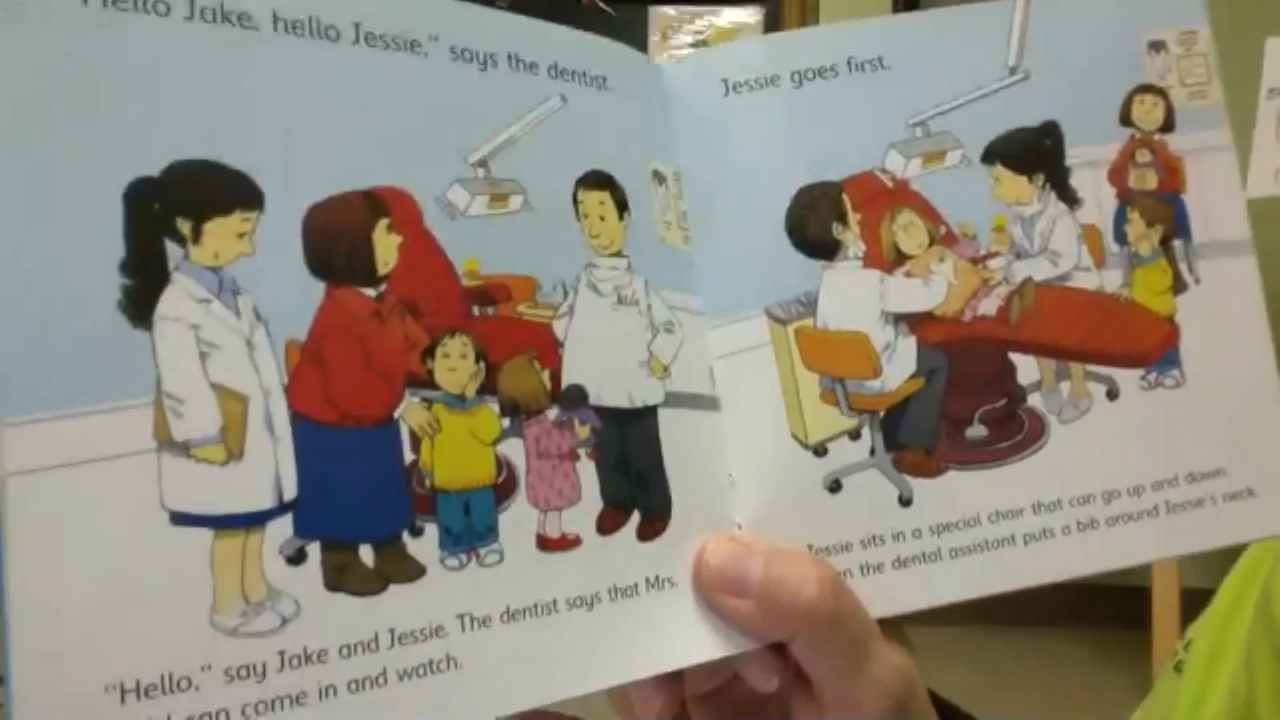 "Hello Jake, hello Jessie," says the dentist.
"Hello," say Jake and Jessie. The dentist says that Mrs.
can come in and watch.
Jessie goes first.
Jessie sits in a special chair that can go up and down.
the dental assistant puts a bib around Jessie's neck.